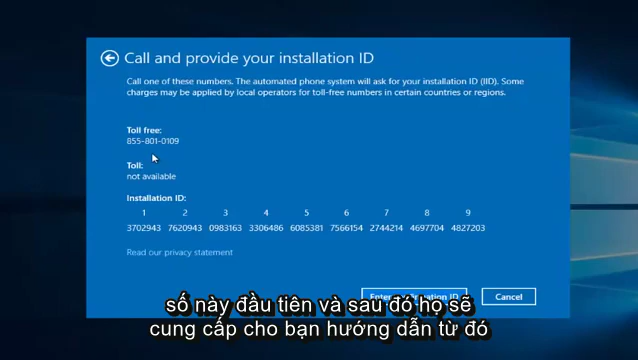 Call and provide your installation ID
Call one of these numbers. The automated phone system will ask for your installation ID (IID). Some
charges may be applied by local operators for toll-free numbers in certain countries or regions.
Toll free:
855-801-0109
Toll:
not available
Installation ID:
1 2 3 4 5 6 7 8 9
3702943 7620943 0983163 3306486 6085381 7566154 2744214 4697704 4827203
Read our privacy statement
Cancel
số này đầu tiên và sau đó họ sẽ
cung cấp cho bạn hướng dẫn từ đó